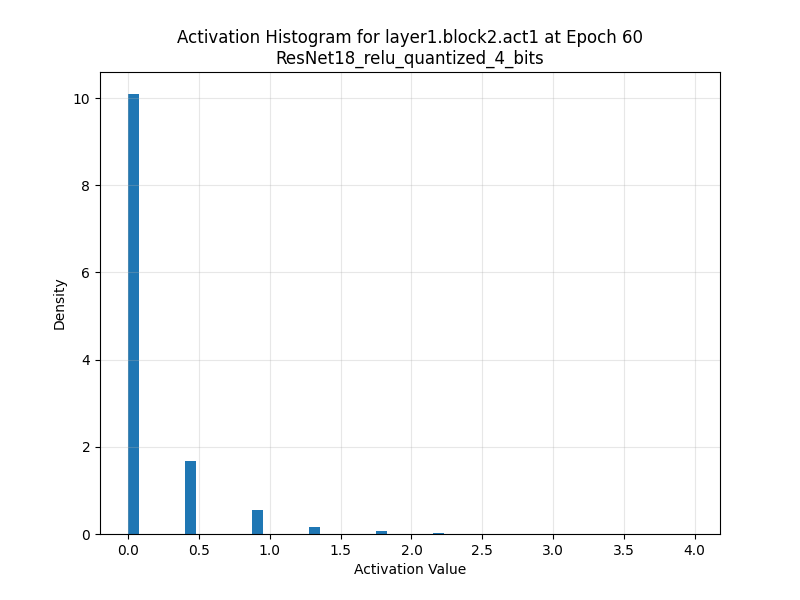 Activation Histogram for layer1.block2.act1 at Epoch 60
ResNet18_relu_quantized_4_bits
Density
10
8
6
4
2
0
0.0 0.5 1.0 1.5 2.0 2.5 3.0 3.5 4.0
Activation Value